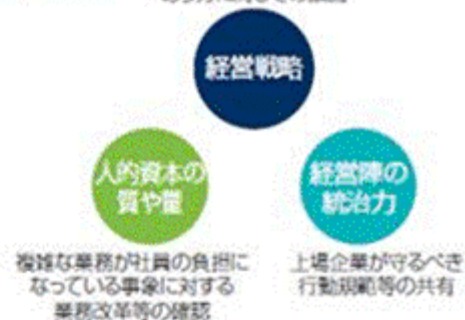 経営戦略
人的資本の
質や量
経営陣の
統治力
複雑な業務が社員の負担に
なっている事象に対する
業務改革等の確認
上場企業が守るべき
行動規範等の共有